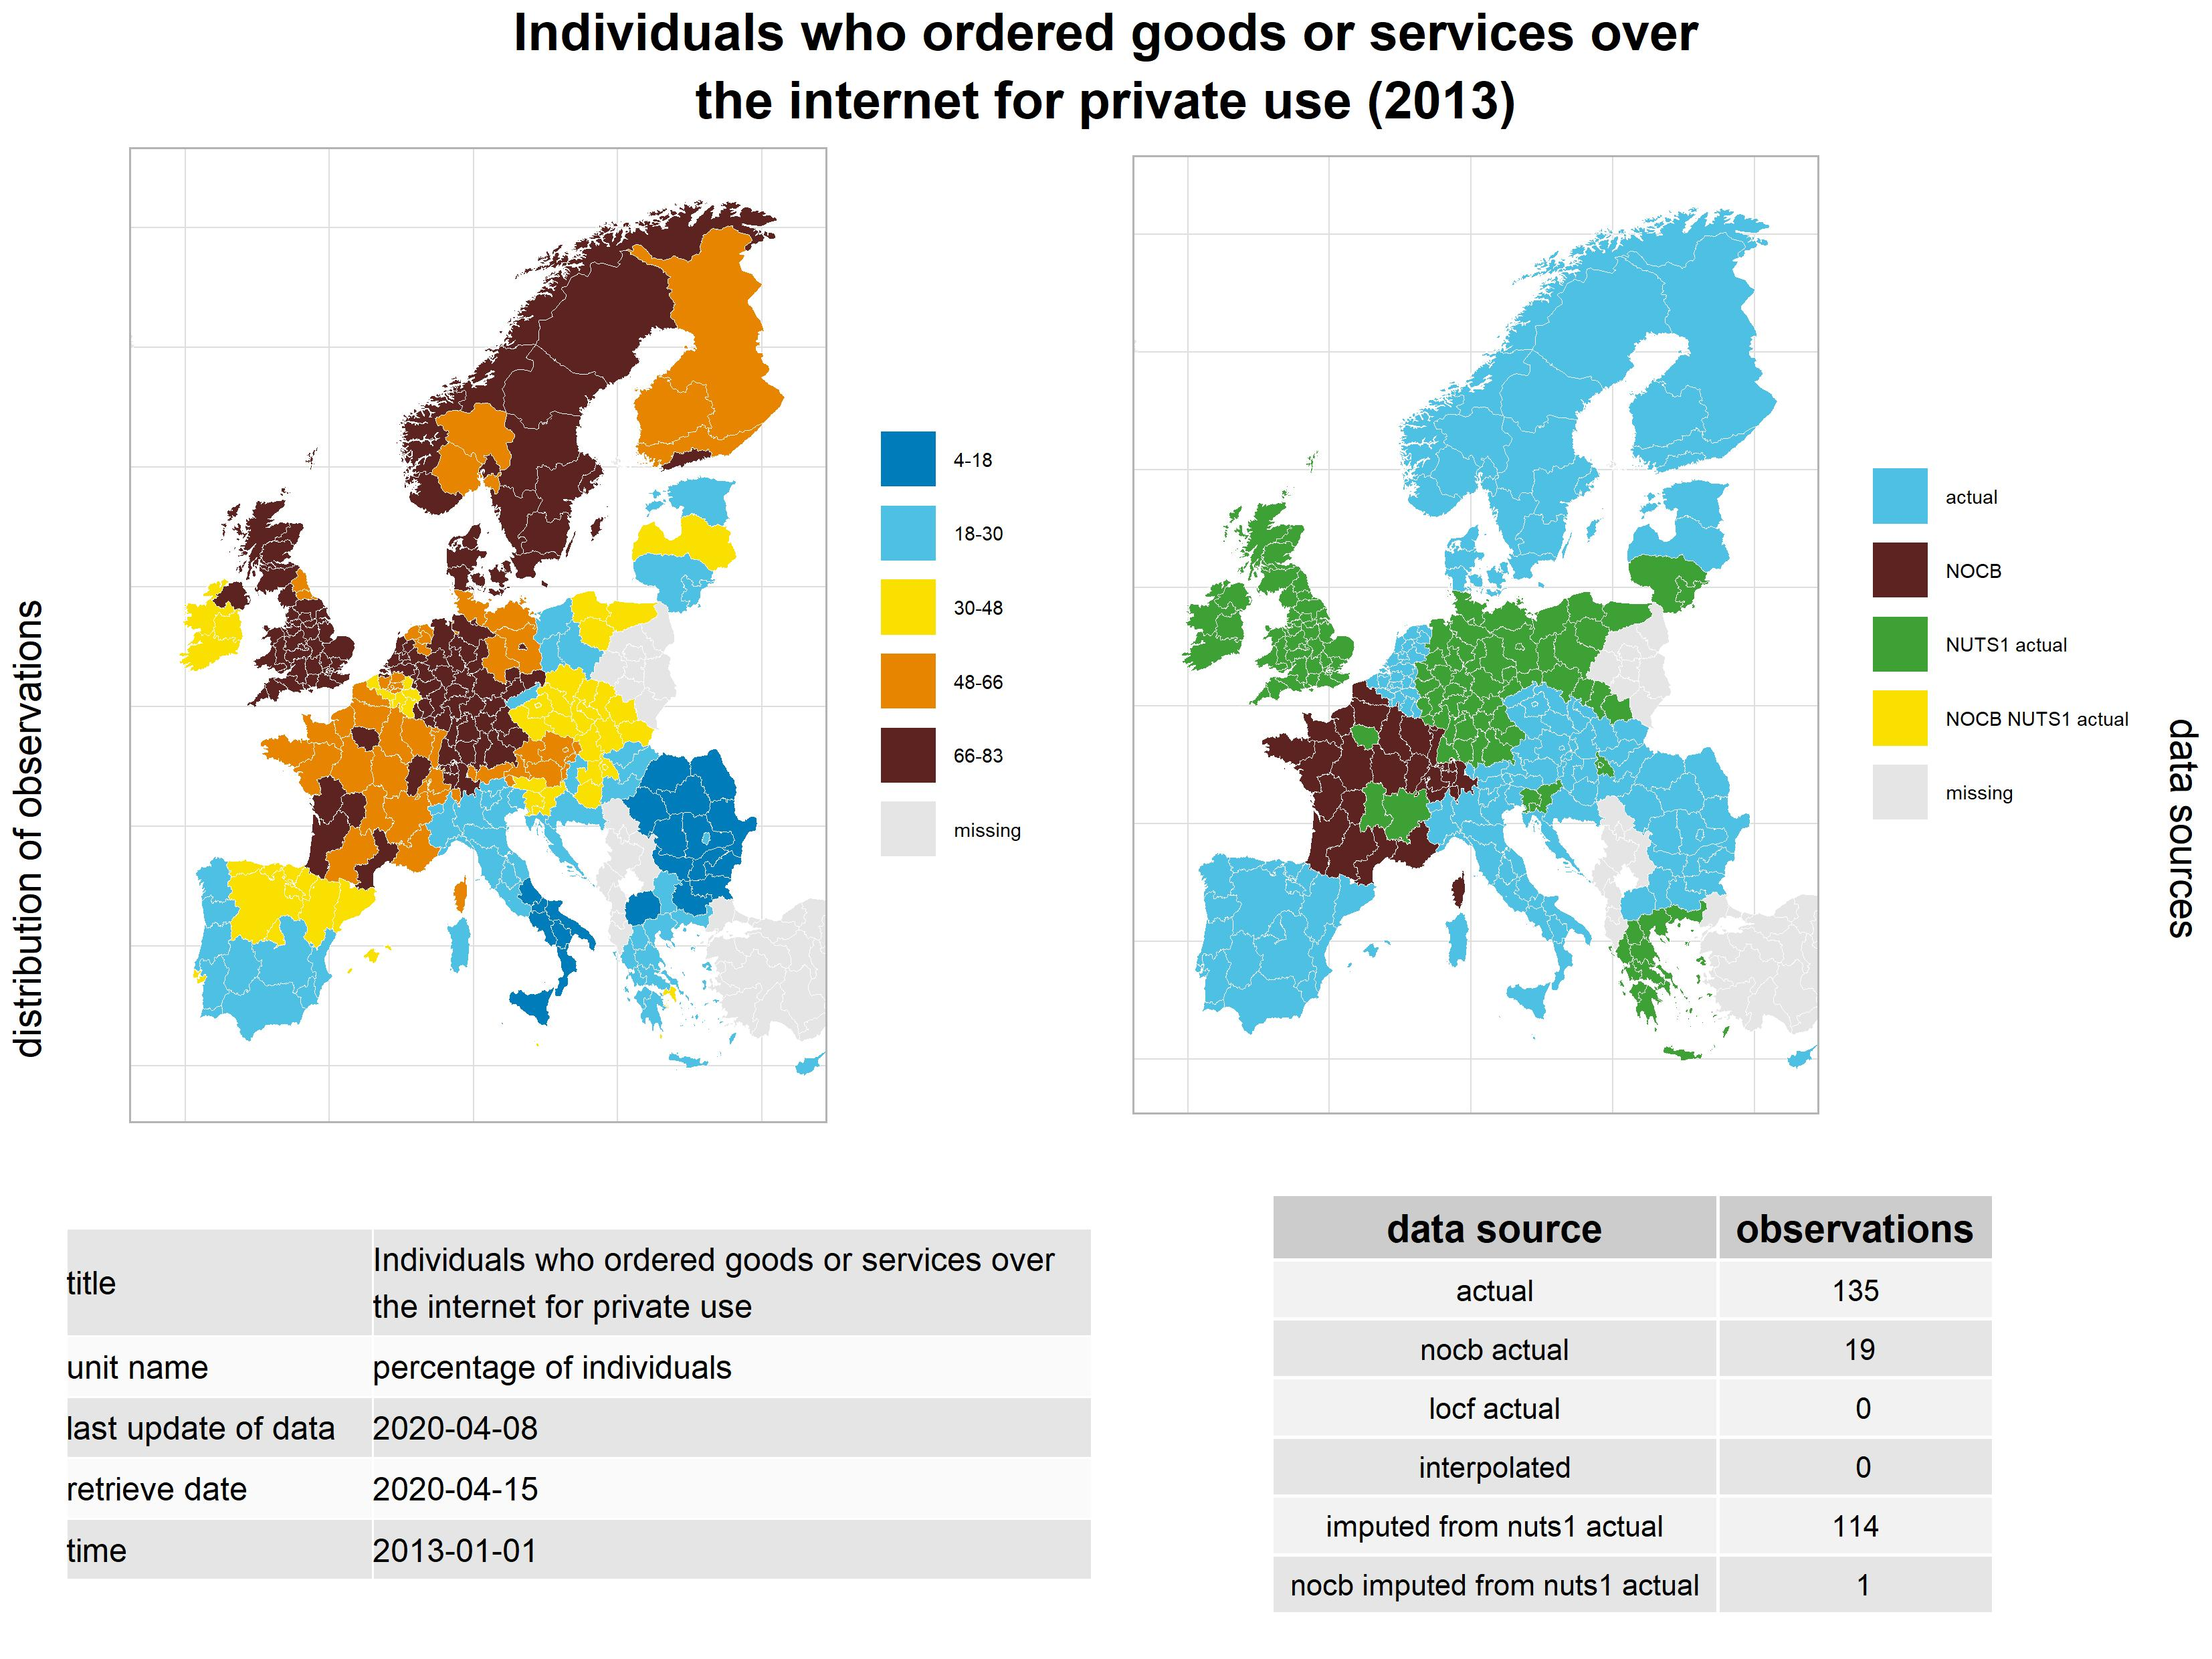 Individuals who ordered goods or services over
the internet for private use (2013)
distribution of observations
4-18
18-30
30-48
48-66
66-83
missing
actual
NOCB
NUTS1 actual
NOCB NUTS1 actual
missing
data sources
title
Individuals who ordered goods or services over
the internet for private use
unit name percentage of individuals
last update of data 2020-04-08
retrieve date 2020-04-15
time 2013-01-01
data source observations
actual 135
nocb actual 19
locf actual 0
interpolated 0
imputed from nuts1 actual 114
nocb imputed from nuts1 actual 1